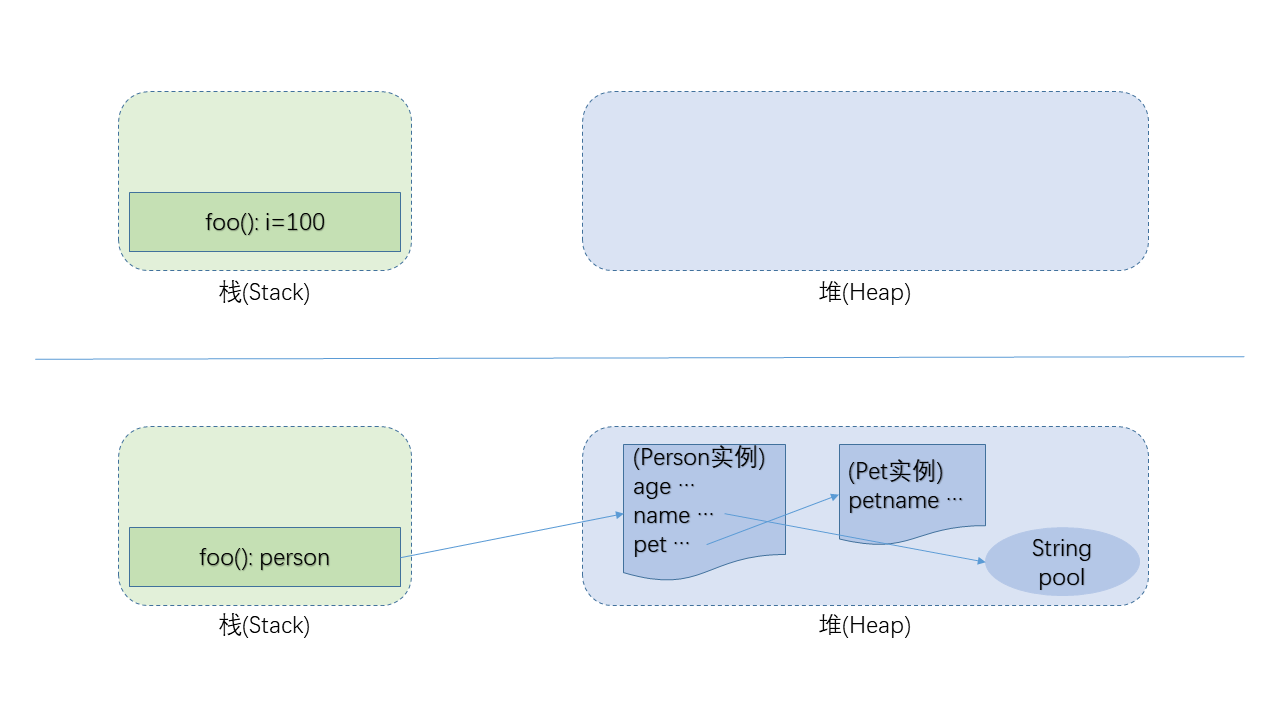 foo(): i=100
栈(Stack)
堆(Heap)
foo(): person
(Person实例)
age …
name …
pet …
(Pet实例)
petname …
String
pool
栈(Stack)
堆(Heap)